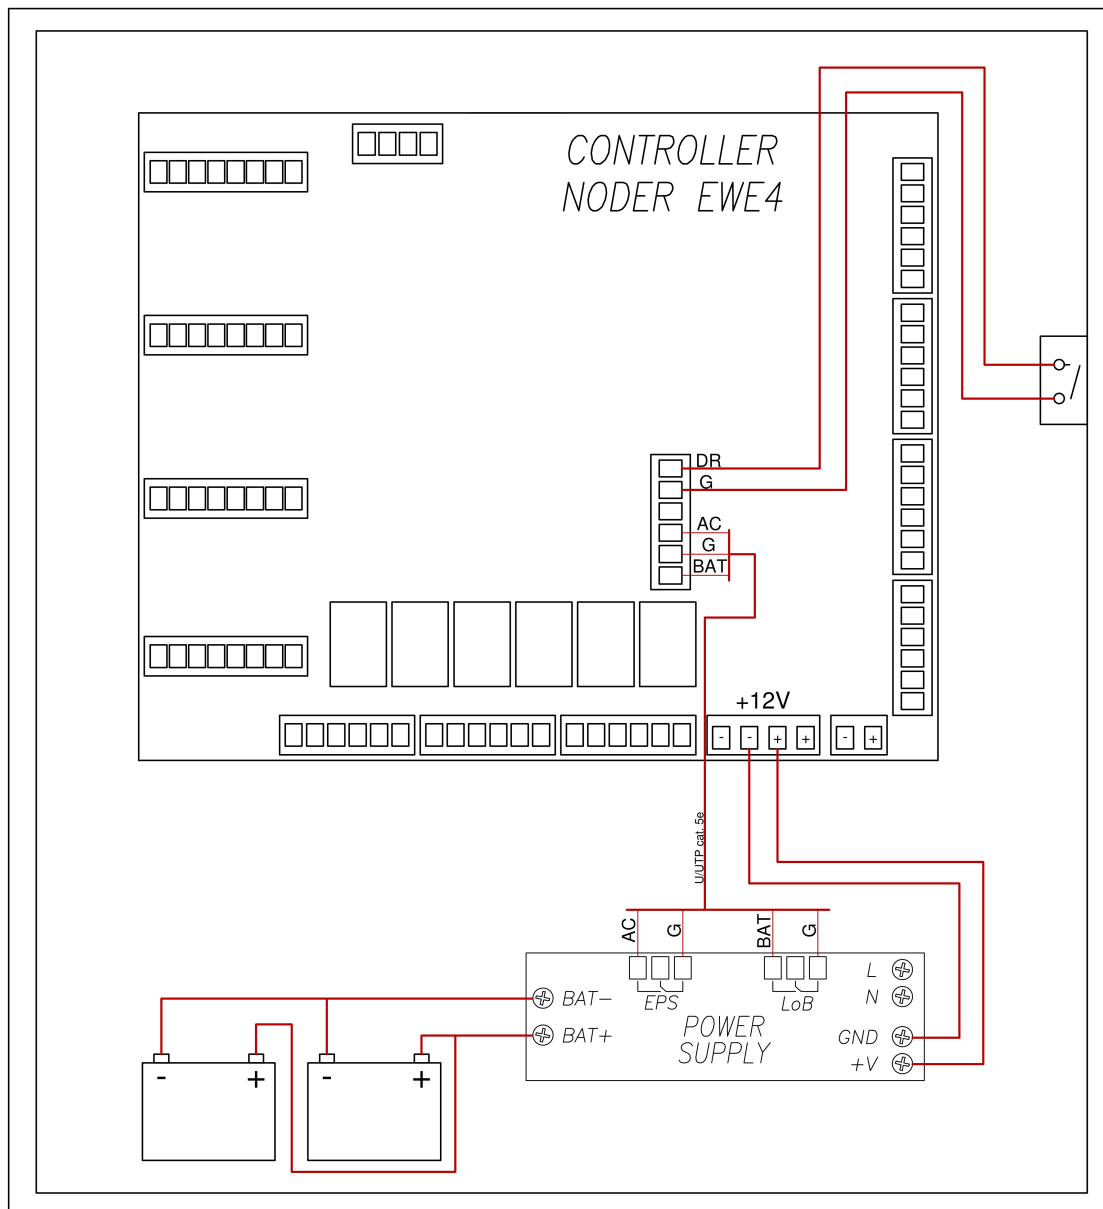 CONTROLLER
NODER EWE4
DR
G
AC
G
BAT
+12V
- - + +
- +
U/UTP cat. 5e
AC G BAT G
EPS LoB
L
N
BAT-
BAT+
POWER
SUPPLY
GND
+V
- +
- +